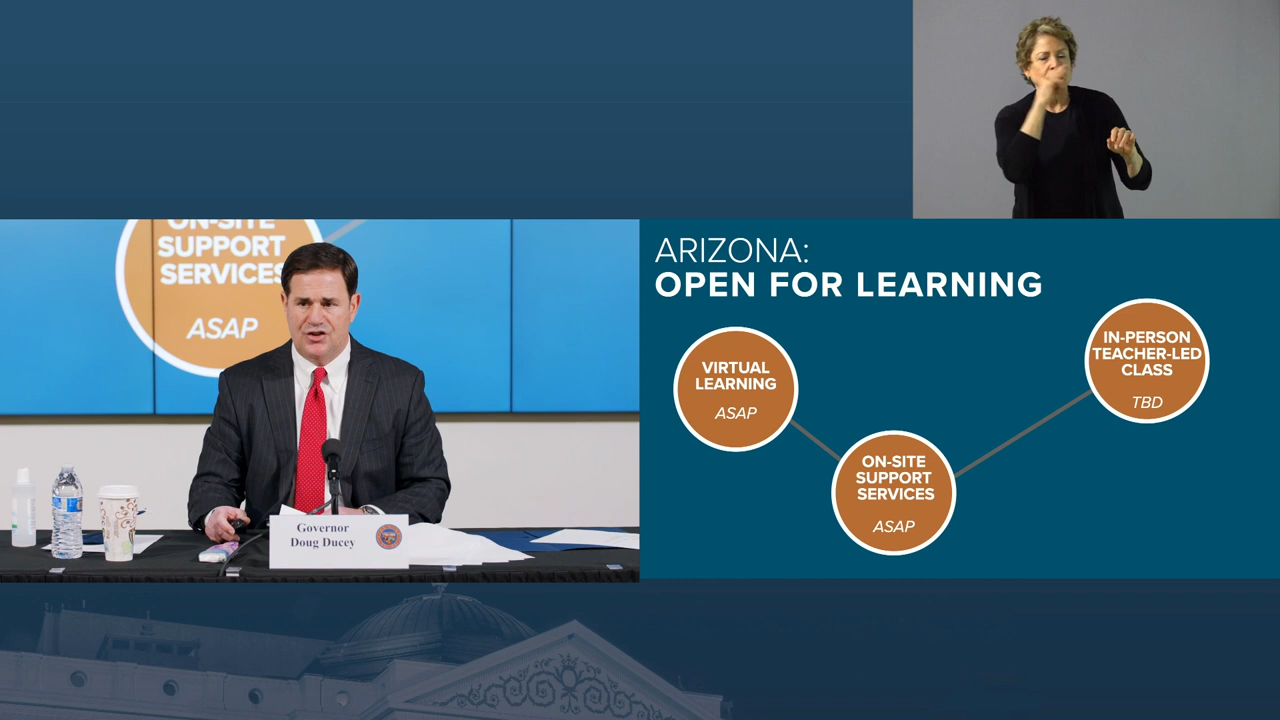 ON-SITE
SUPPORT
SERVICES
ASAP
Governor
Doug Ducey
ARIZONA:
OPEN FOR LEARNING
VIRTUAL
LEARNING
ASAP
ON-SITE
SUPPORT
SERVICES
ASAP
IN-PERSON
TEACHER-LED
CLASS
TBD